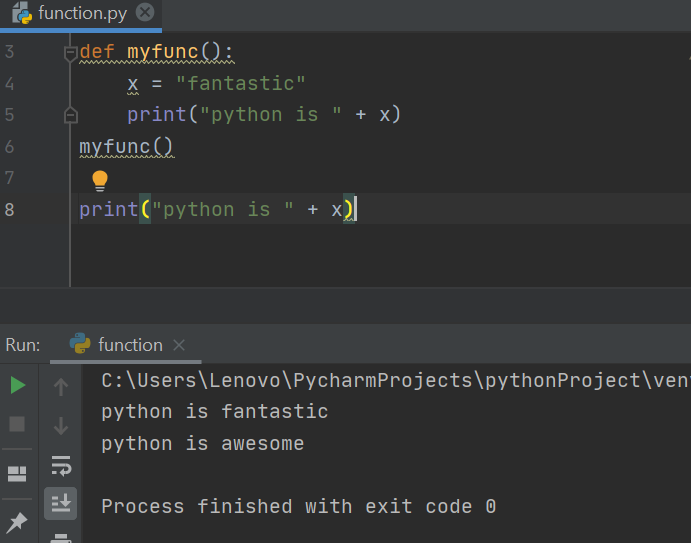 function.py
3 def myfunc():
4 x = "fantastic"
5 print("python is " + x)
6 myfunc()
7
8 print("python is " + x)
Run: function
C:\Users\Lenovo\PycharmProjects\pythonProject\ven
python is fantastic
python is awesome
Process finished with exit code 0